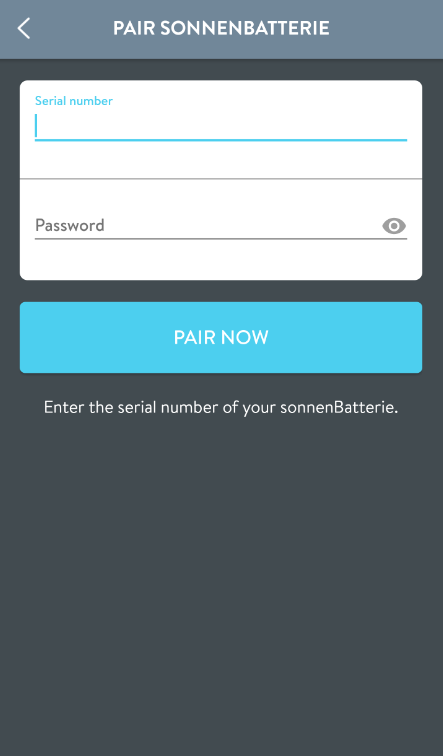 PAIR SONNENBATTERIE
Serial number
Password
PAIR NOW
Enter the serial number of your sonnenBatterie.